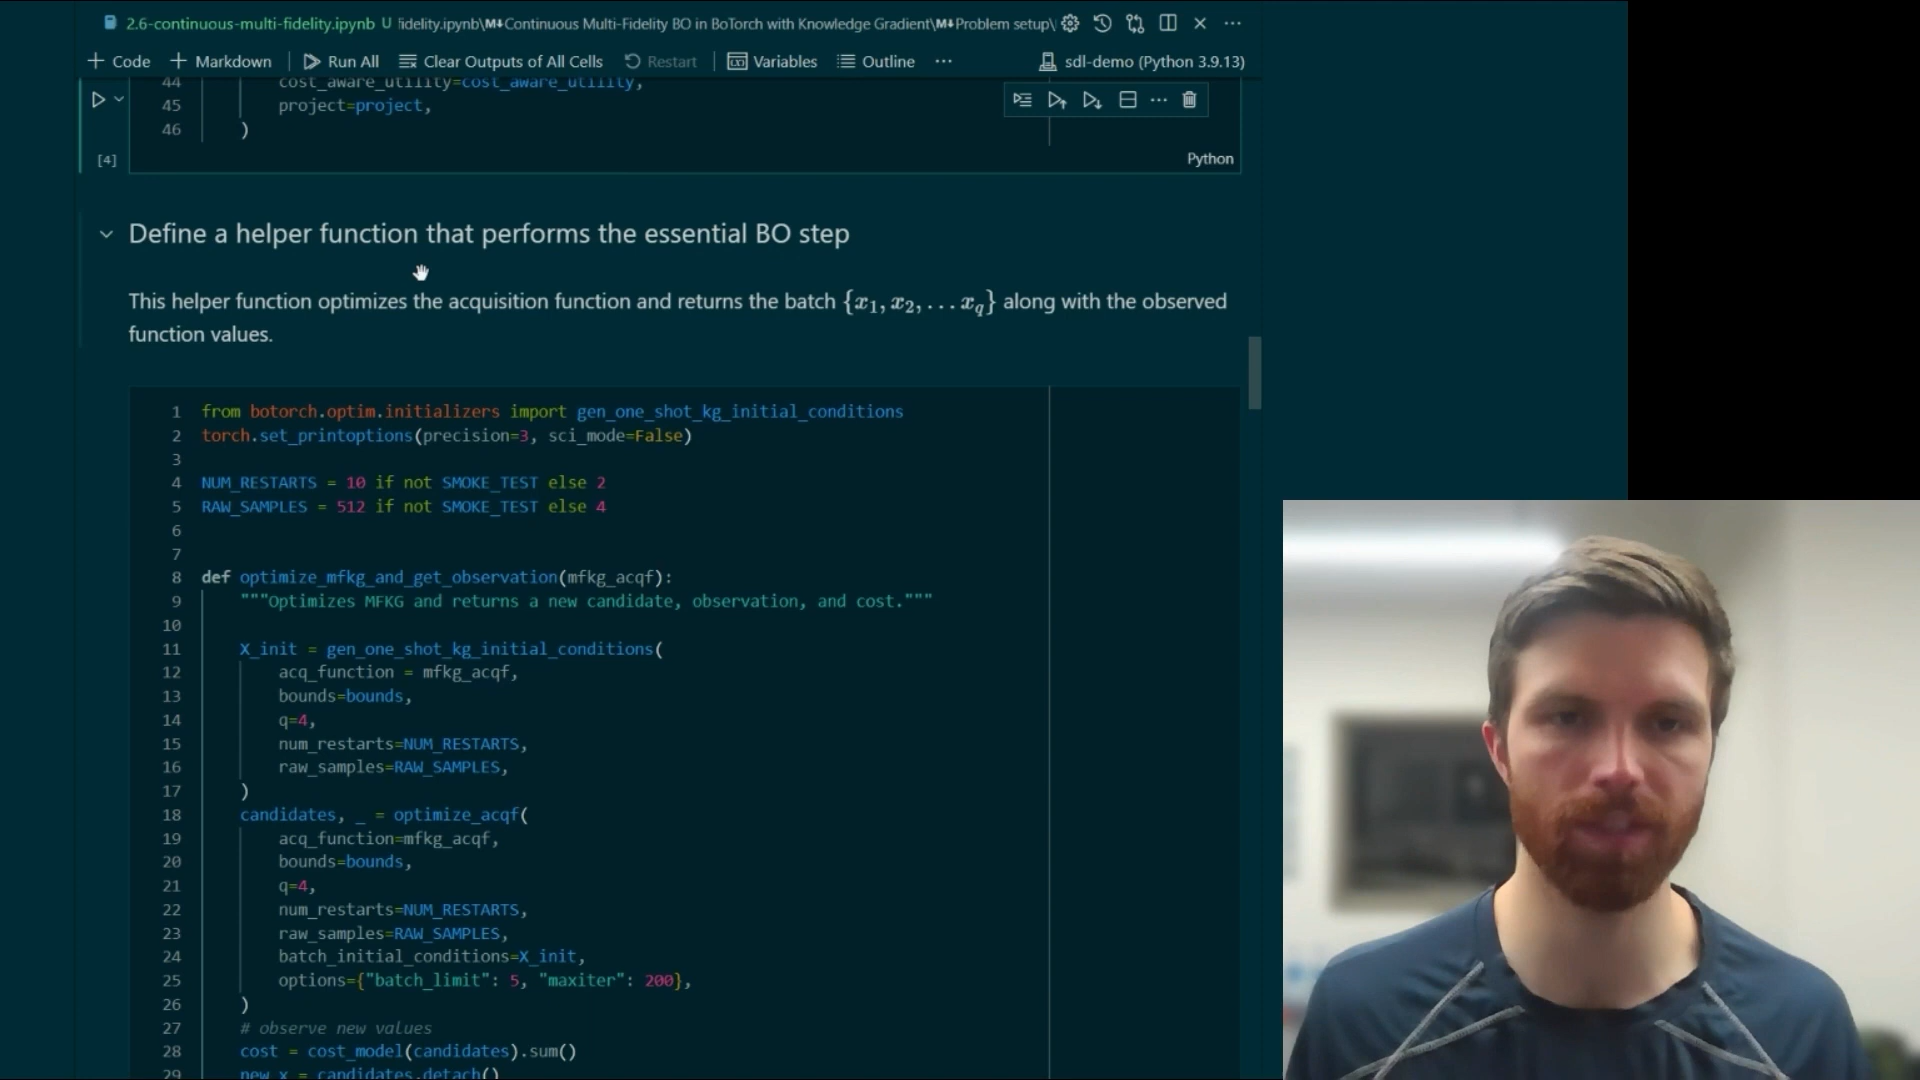 2.6-continuous-multi-fidelity.ipynb U fidelity.ipynb\M↓Continuous Multi-Fidelity BO in BoTorch with Knowledge Gradient\M↓Problem setup\
+ Code + Markdown Run All Clear Outputs of All Cells Restart Variables Outline ··· sdl-demo (Python 3.9.13)
44 cost_aware_utility=cost_aware_utility,
45 project=project,
46 )
[4] Python
Define a helper function that performs the essential BO step
This helper function optimizes the acquisition function and returns the batch {x₁, x₂, . . . x_q} along with the observed
function values.
1 from botorch.optim.initializers import gen_one_shot_kg_initial_conditions
2 torch.set_printoptions(precision=3, sci_mode=False)
3
4 NUM_RESTARTS = 10 if not SMOKE_TEST else 2
5 RAW_SAMPLES = 512 if not SMOKE_TEST else 4
6
7
8 def optimize_mfkg_and_get_observation(mfkg_acqf):
9 """Optimizes MFKG and returns a new candidate, observation, and cost."""
10
11 X_init = gen_one_shot_kg_initial_conditions(
12 acq_function = mfkg_acqf,
13 bounds=bounds,
14 q=4,
15 num_restarts=NUM_RESTARTS,
16 raw_samples=RAW_SAMPLES,
17 )
18 candidates, _ = optimize_acqf(
19 acq_function=mfkg_acqf,
20 bounds=bounds,
21 q=4,
22 num_restarts=NUM_RESTARTS,
23 raw_samples=RAW_SAMPLES,
24 batch_initial_conditions=X_init,
25 options={"batch_limit": 5, "maxiter": 200},
26 )
27 # observe new values
28 cost = cost_model(candidates).sum()
29 new_x = candidates.detach()